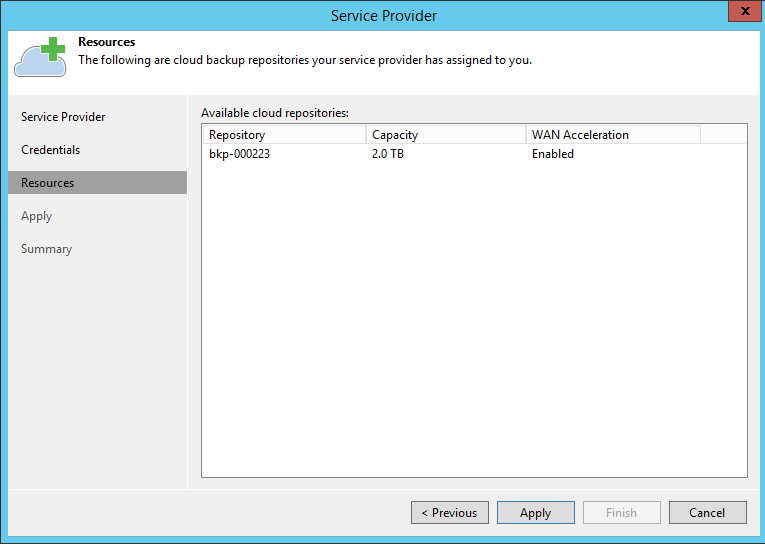 Service Provider
x
Resources
The following are cloud backup repositories your service provider has assigned to you.
Service Provider
Credentials
Resources
Apply
Summary
Available cloud repositories:
Repository Capacity WAN Acceleration
bkp-000223 2.0 TB Enabled
< Previous Apply Finish Cancel